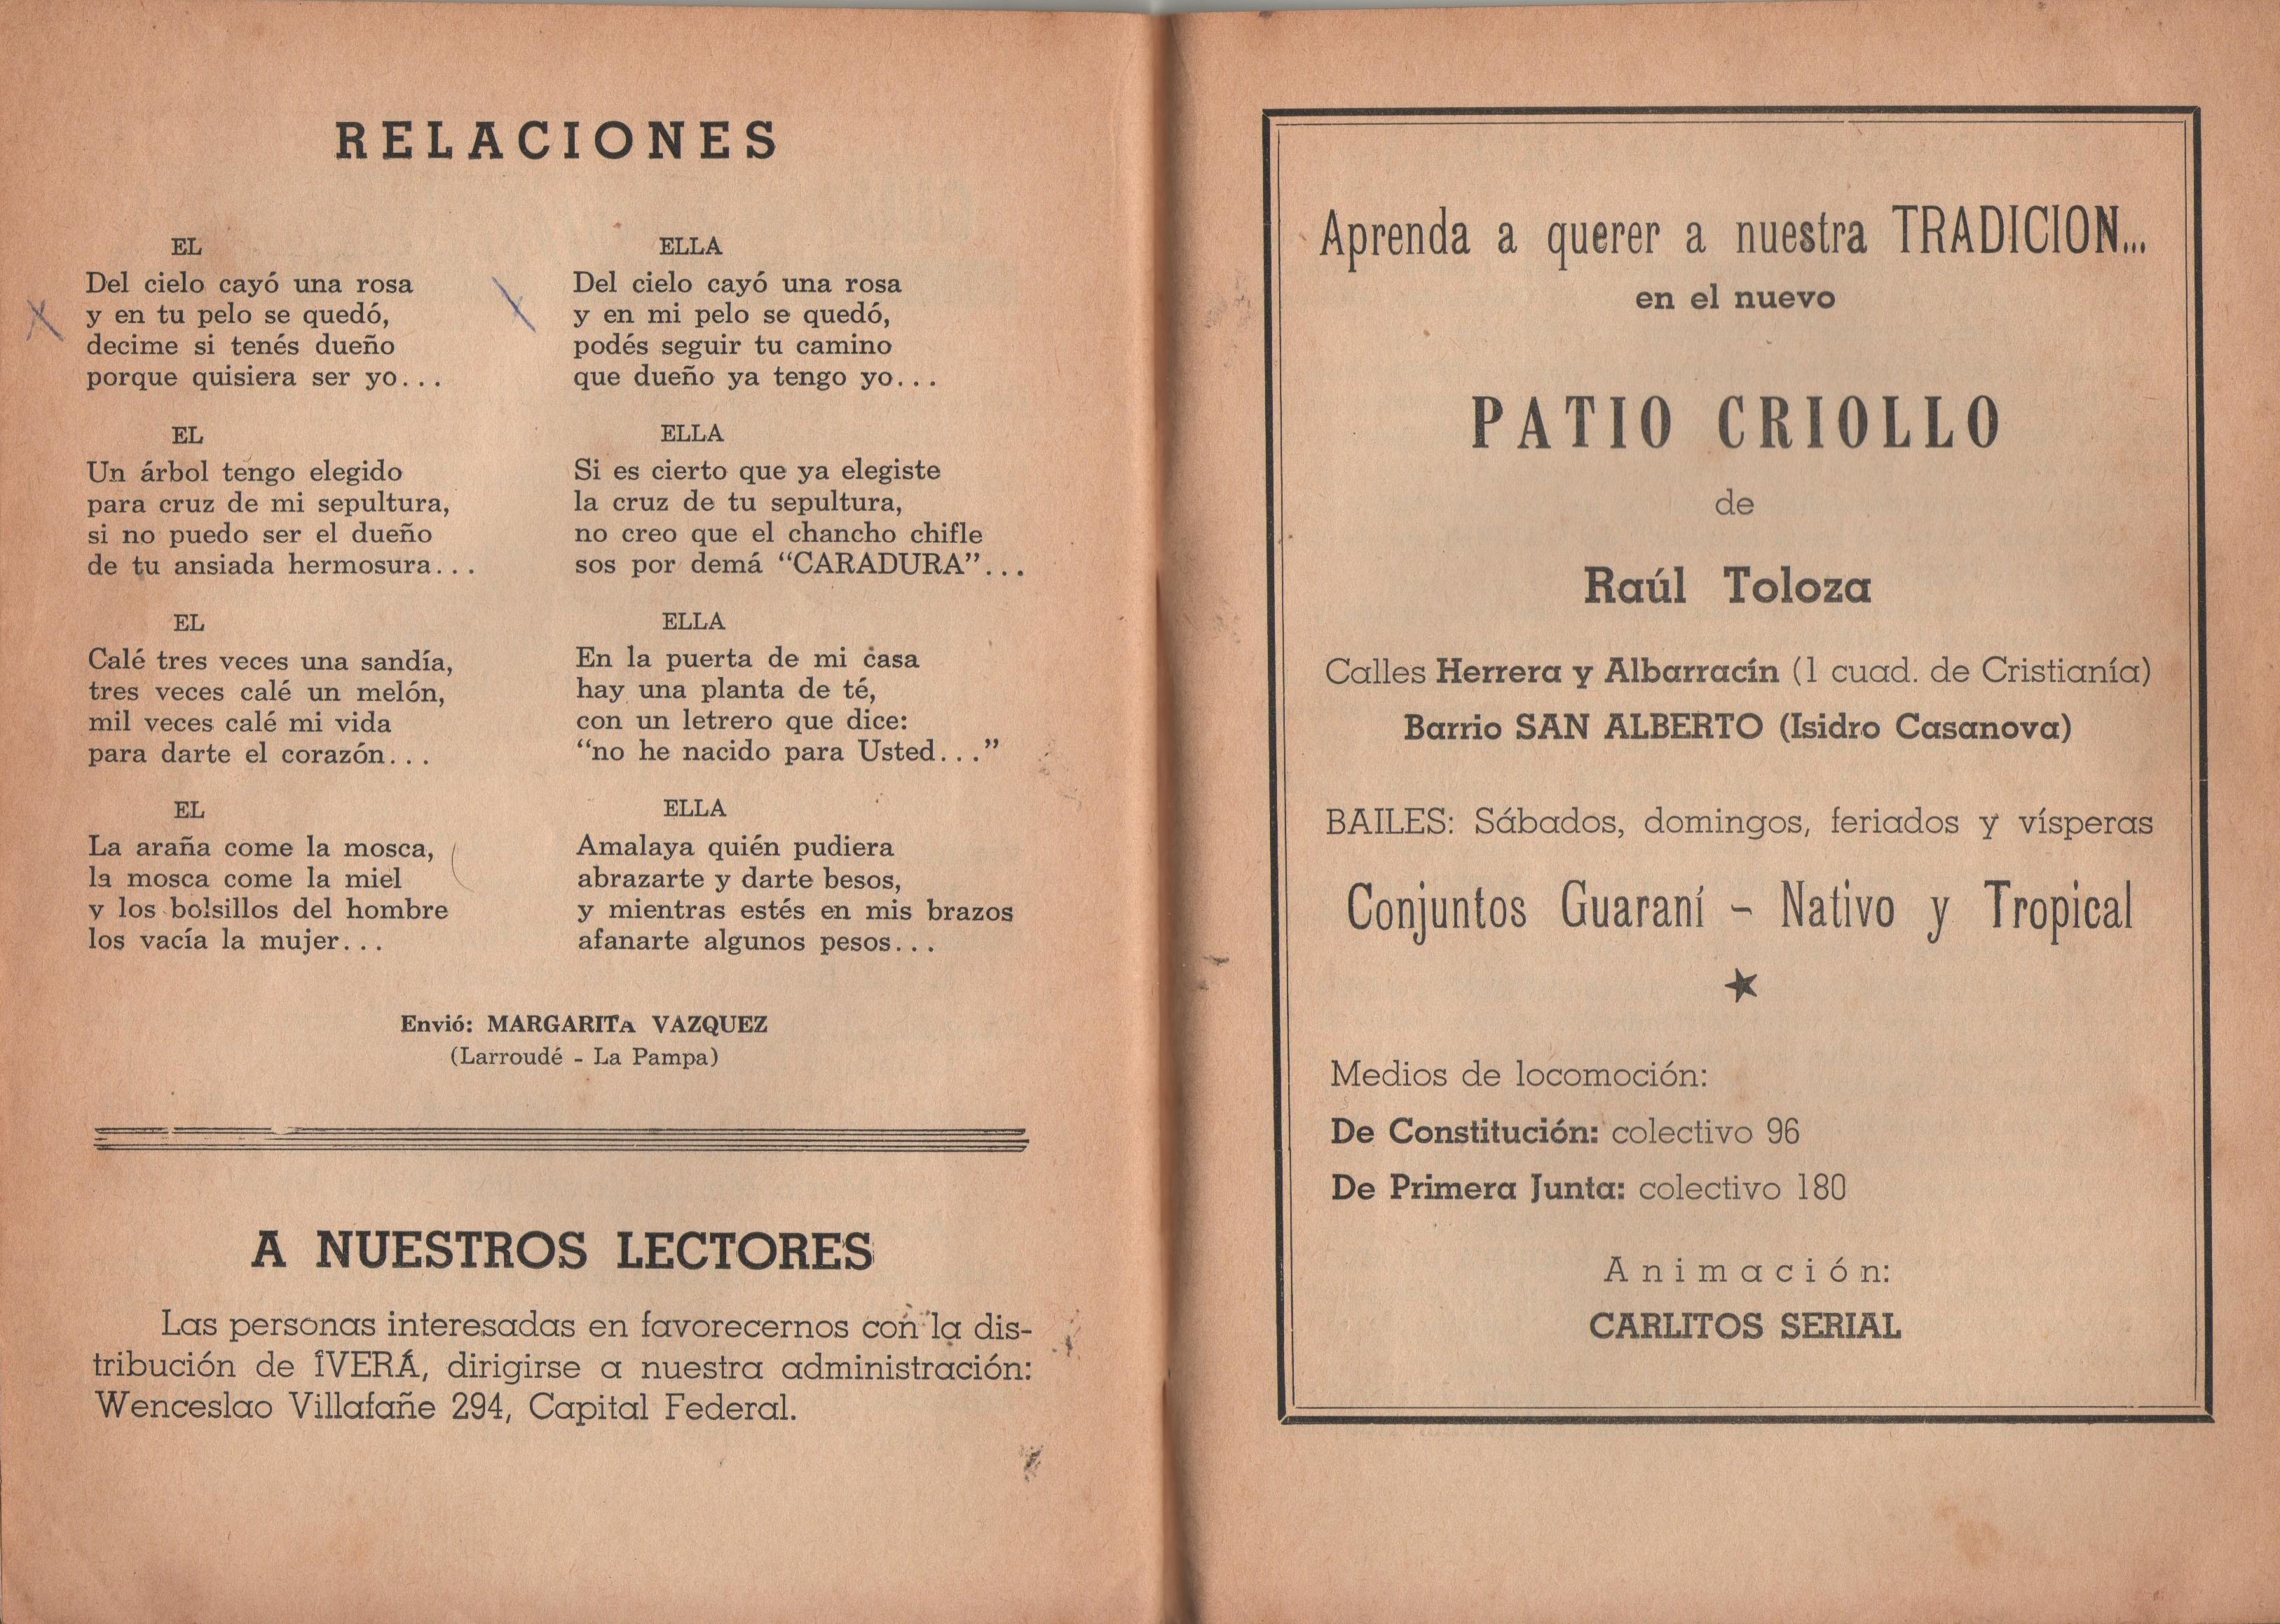 RELACIONES
EL
Del cielo cayó una rosa
y en tu pelo se quedó,
decime si tenés dueño
porque quisiera ser yo...
ELLA
Del cielo cayó una rosa
y en mi pelo se quedó,
podés seguir tu camino
que dueño ya tengo yo...
EL
Un árbol tengo elegido
para cruz de mi sepultura,
si no puedo ser el dueño
de tu ansiada hermosura...
ELLA
Si es cierto que ya elegiste
la cruz de tu sepultura,
no creo que el chancho chifle
sos por demá “CARADURA”...
EL
Calé tres veces una sandía,
tres veces calé un melón,
mil veces calé mi vida
para darte el corazón...
ELLA
En la puerta de mi casa
hay una planta de té,
con un letrero que dice:
“no he nacido para Usted...”
EL
La araña come la mosca,
la mosca come la miel
y los bolsillos del hombre
los vacía la mujer...
ELLA
Amalaya quién pudiera
abrazarte y darte besos,
y mientras estés en mis brazos
afanarte algunos pesos...
Envió: MARGARITA VAZQUEZ
(Larroudé - La Pampa)
A NUESTROS LECTORES
Las personas interesadas en favorecernos con la dis-
tribución de ÎVERÁ, dirigirse a nuestra administración:
Wenceslao Villafañe 294, Capital Federal.
Aprenda a querer a nuestra TRADICION...
en el nuevo
PATIO CRIOLLO
de
Raúl Toloza
Calles Herrera y Albarracín (1 cuad. de Cristianía)
Barrio SAN ALBERTO (Isidro Casanova)
BAILES: Sábados, domingos, feriados y vísperas
Conjuntos Guaraní - Nativo y Tropical
Medios de locomoción:
De Constitución: colectivo 96
De Primera Junta: colectivo 180
Animación:
CARLITOS SERIAL